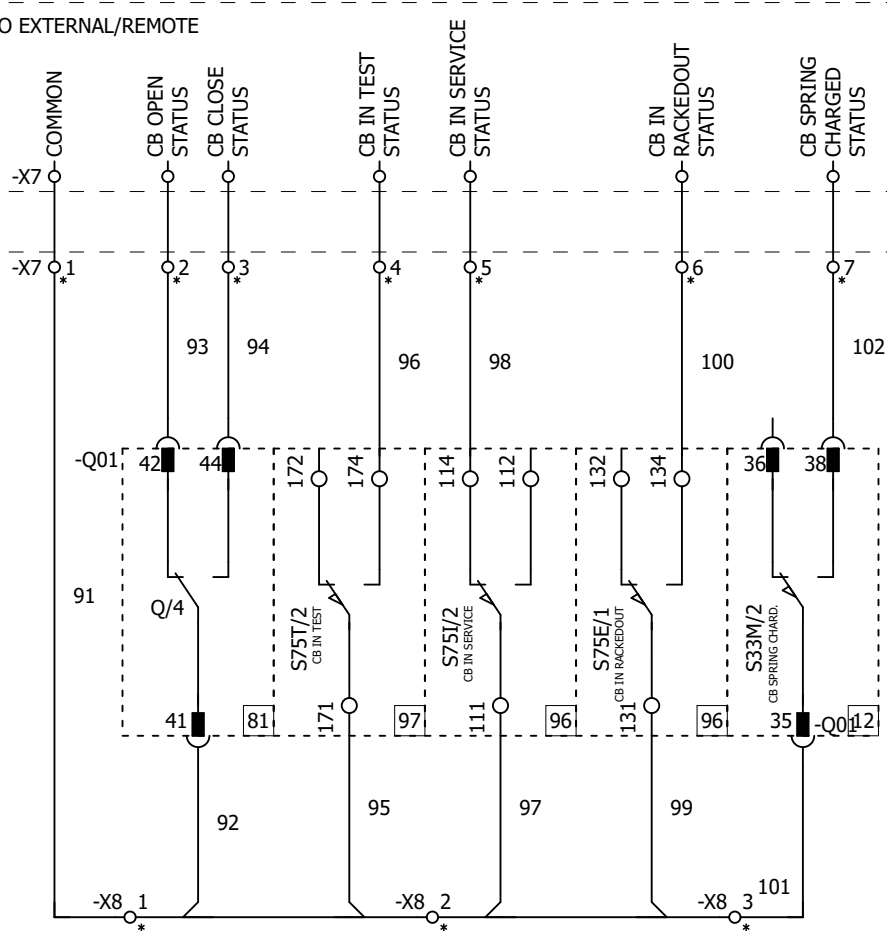 O EXTERNAL/REMOTE
COMMON
CB OPEN
STATUS
CB CLOSE
STATUS
CB IN TEST
STATUS
CB IN SERVICE
STATUS
CB IN
RACKEDOUT
STATUS
CB SPRING
CHARGED
STATUS
-X7
-X7 1 * 2 * 3 * 4 * 5 * 6 * 7 *
93 94 96 98 100 102
-Q01 42 44 172 174 114 112 132 134 36 38
91
Q/4
S75T/2
CB IN TEST
S75I/2
CB IN SERVICE
S75E/1
CB IN RACKEDOUT
S33M/2
CB SPRING CHARD.
41 81 171 97 111 96 131 96 35 -Q01 12
92 95 97 99 101
-X8 1 * -X8 2 * -X8 3 *